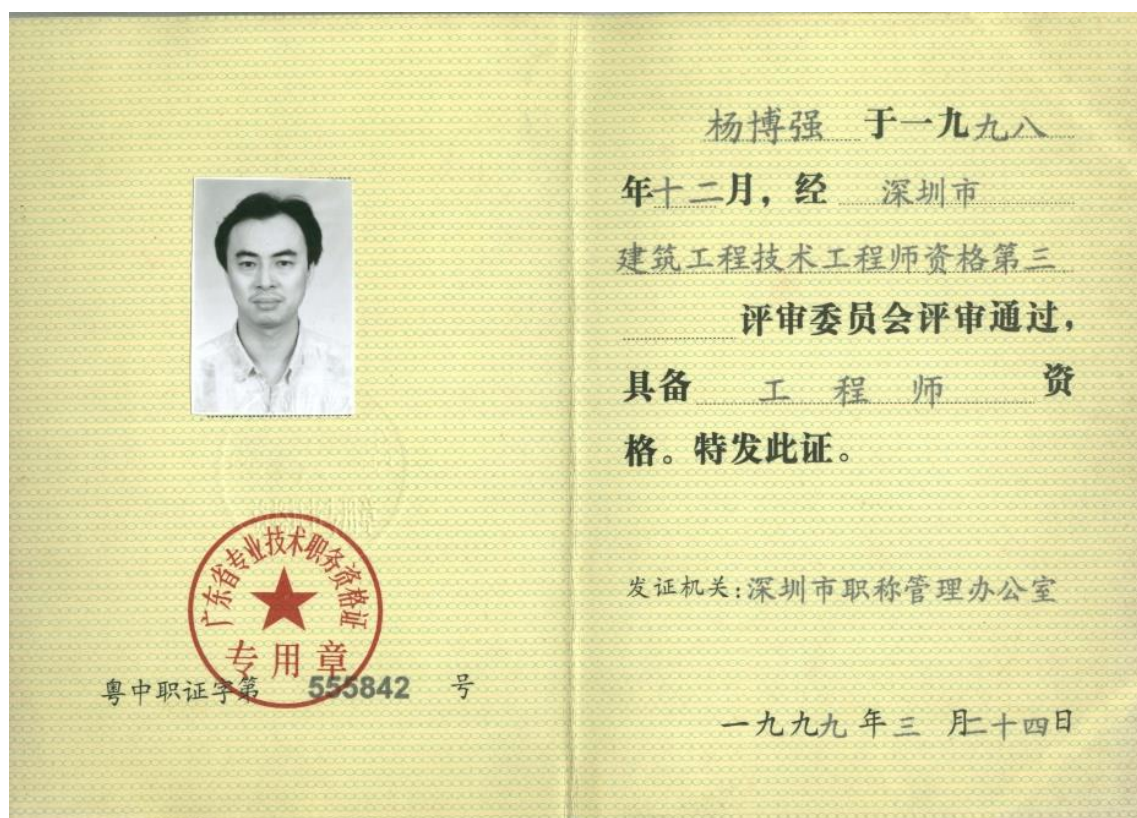 广东省专业技术职务资格证
专用章
粤中职证字第 555842 号
杨博强 于一九九八
年十二月，经 深圳市
建筑工程技术工程师资格第三
评审委员会评审通过，
具备 工程师 资
格。特发此证。
发证机关：深圳市职称管理办公室
一九九九年三月二十四日